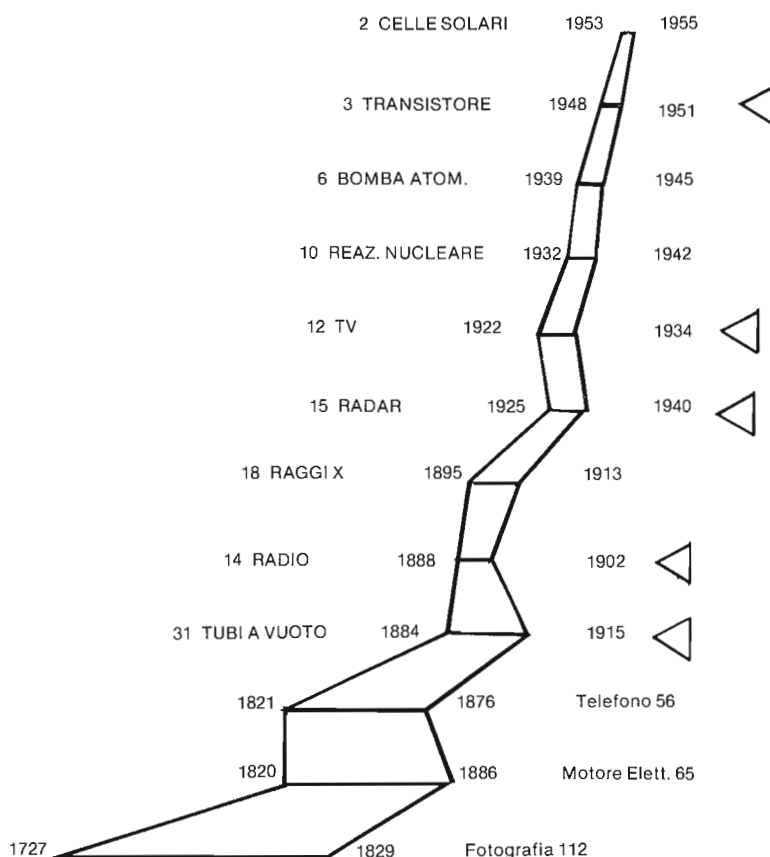 2 CELLE SOLARI 1953 1955
3 TRANSISTORE 1948 1951
6 BOMBA ATOM. 1939 1945
10 REAZ. NUCLEARE 1932 1942
12 TV 1922 1934
15 RADAR 1925 1940
18 RAGGI X 1895 1913
14 RADIO 1888 1902
31 TUBI A VUOTO 1884 1915
1821 1876 Telefono 56
1820 1886 Motore Elett. 65
1727 1829 Fotografia 112